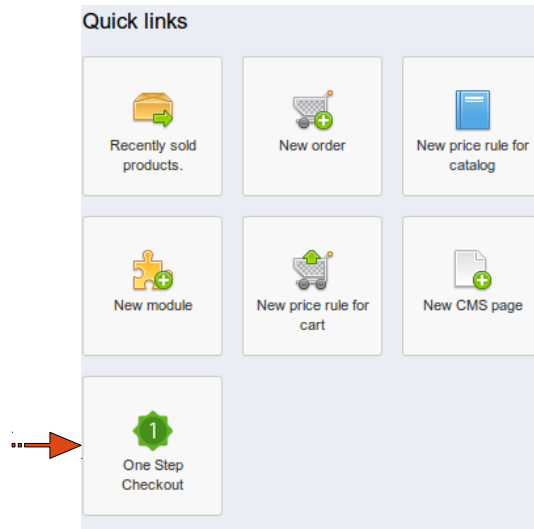 Quick links
Recently sold
products.
New order
New price rule for
catalog
New module
New price rule for
cart
New CMS page
1
One Step
Checkout